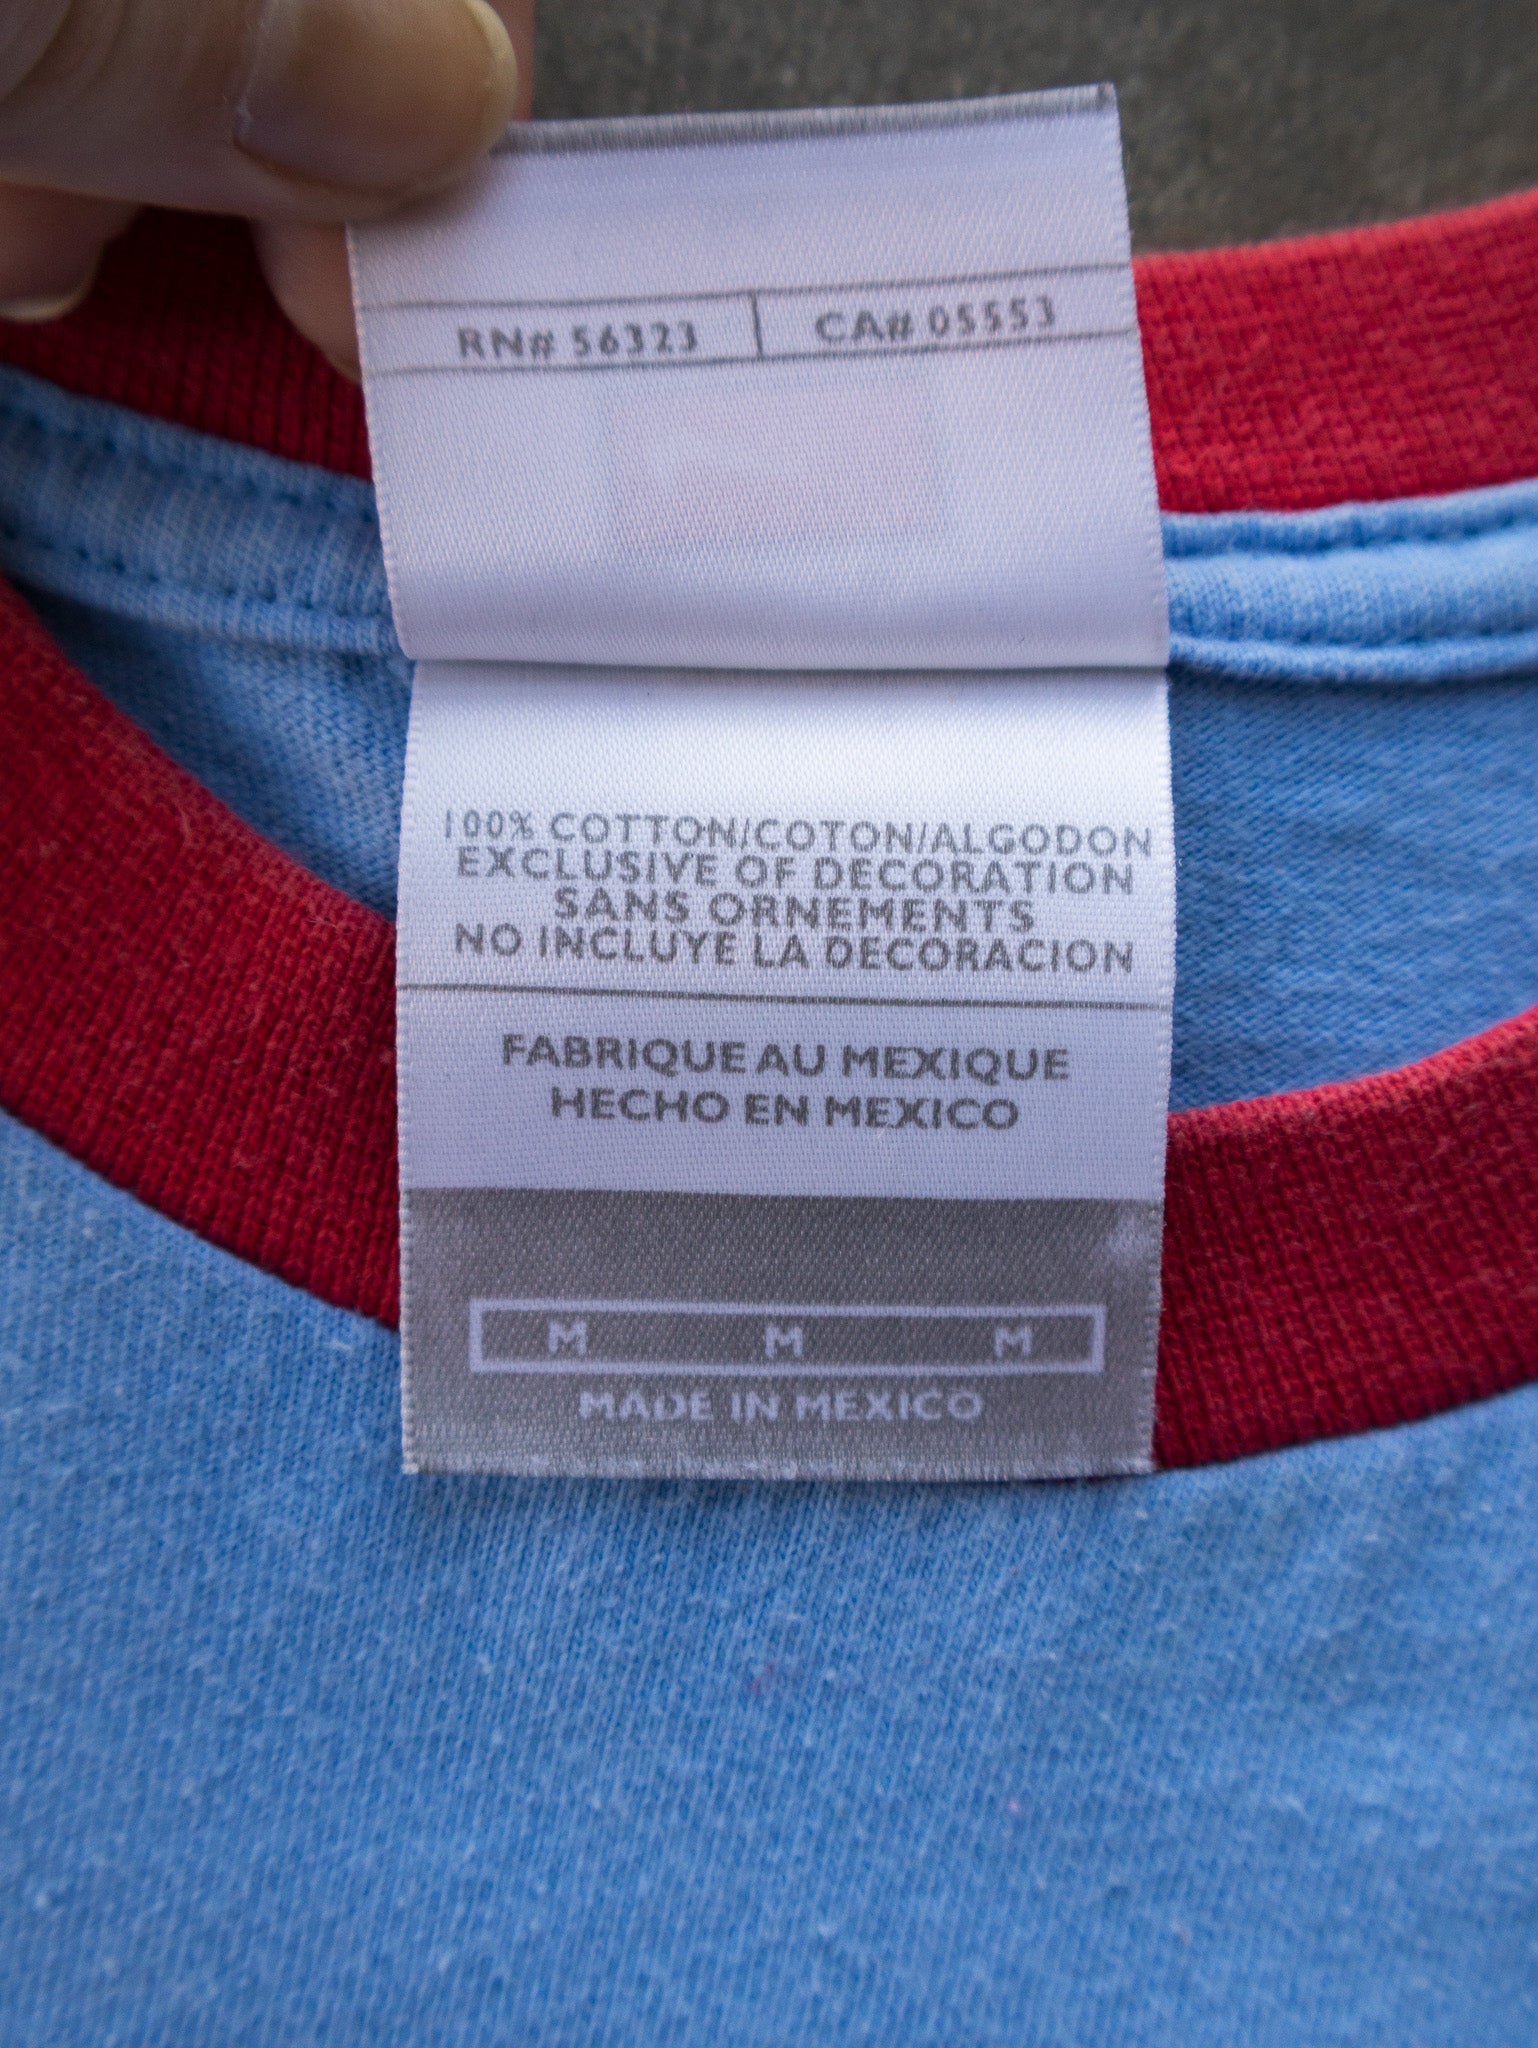 RN# 56323 CA# 05553
100% COTTON/COTON/ALGODON
EXCLUSIVE OF DECORATION
SANS ORNEMENTS
NO INCLUYE LA DECORACION
FABRIQUE AU MEXIQUE
HECHO EN MEXICO
M M M
MADE IN MEXICO